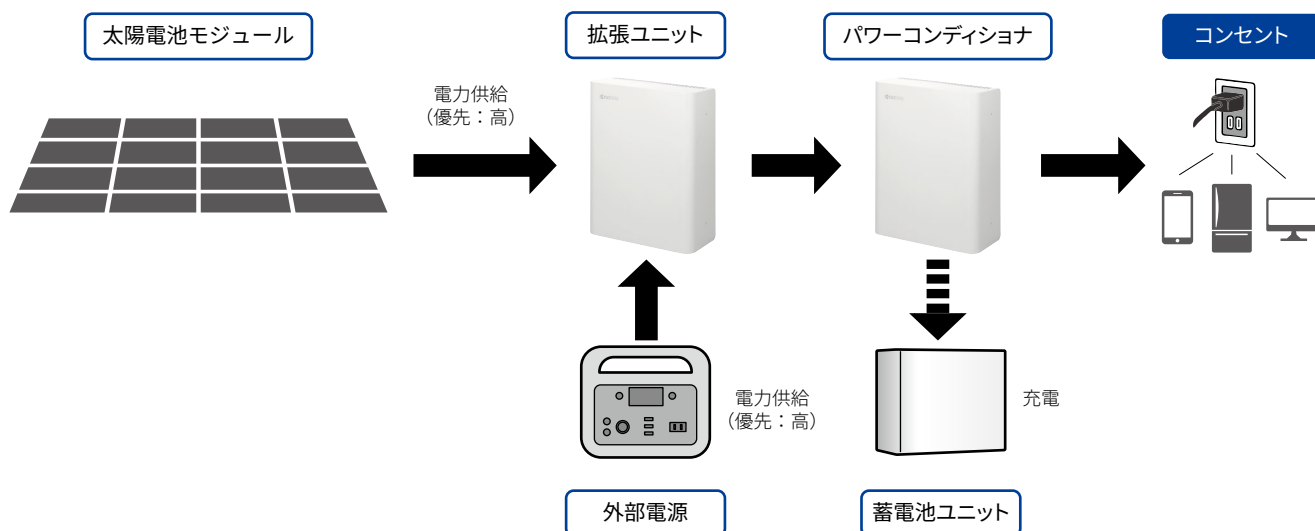 太陽電池モジュール
拡張ユニット
パワーコンディショナ
コンセント
電力供給
（優先：高）
電力供給
（優先：高）
充電
外部電源
蓄電池ユニット